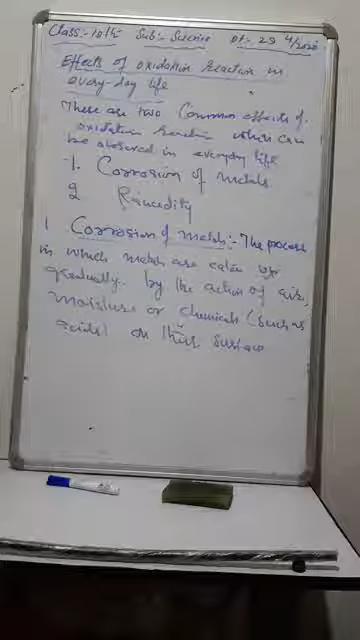 Class:- 10th Sub:- Science Dt:- 29 4/2020
Effects of oxidation reaction in
every-day life
There are two Common effects of
oxidation reaction which can
be observed in everyday life
1. Corrosion of metals
2 Rancidity
1 Corrosion of metals:- The process
in which metals are eaten up
gradually by the action of air,
moisture or chemicals (such as
acids) on their surface